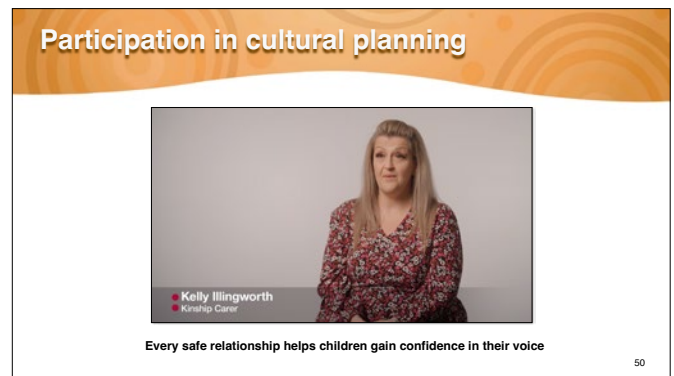 Participation in cultural planning
Kelly Illingworth
Kinship Carer
Every safe relationship helps children gain confidence in their voice
50